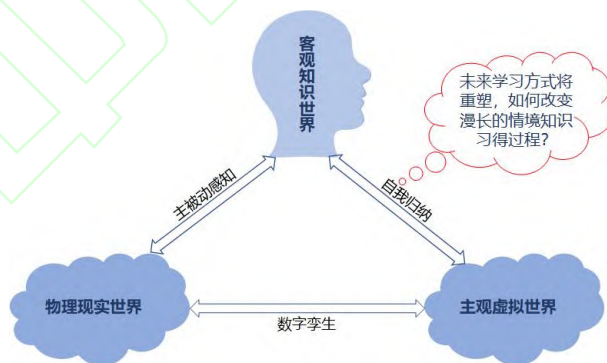 客观知识世界
未来学习方式将
重塑，如何改变
漫长的情境知识
习得过程？
主被动感知
自我归纳
物理现实世界
主观虚拟世界
数字孪生